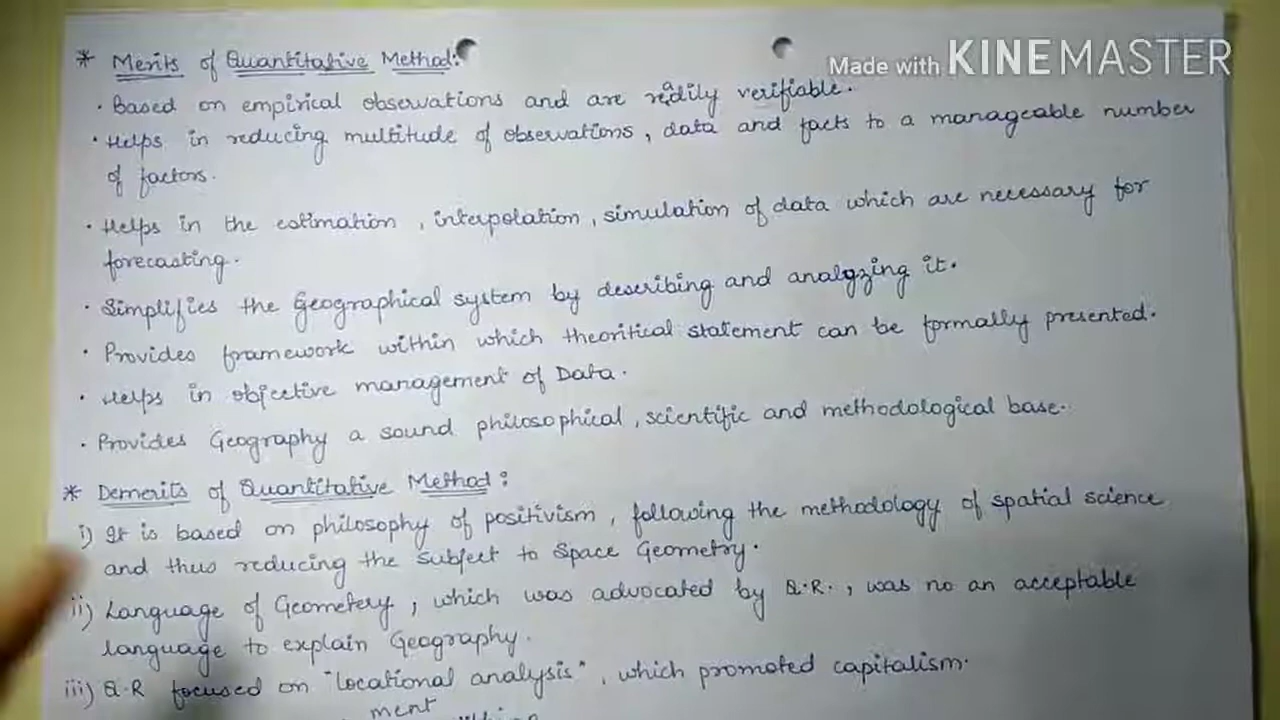 * Merits of Quantitative Method:
Made with KINEMASTER
• Based on empirical observations and are redily verifiable.
• Helps in reducing multitude of observations, data and facts to a manageable number
of factors.
• Helps in the estimation, interpolation, simulation of data which are necessary for
forecasting.
• Simplifies the Geographical system by describing and analyzing it.
• Provides framework within which theoritical statement can be formally presented.
• Helps in objective management of Data.
• Provides Geography a sound philosophical, scientific and methodological base.
* Demerits of Quantitative Method:
i) It is based on philosophy of positivism, following the methodology of spatial science
and thus reducing the subject to Space Geometry.
ii) Language of Geometery, which was advocated by Q.R., was no an acceptable
language to explain Geography.
iii) Q.R focused on "locational analysis", which promoted capitalism.
ment